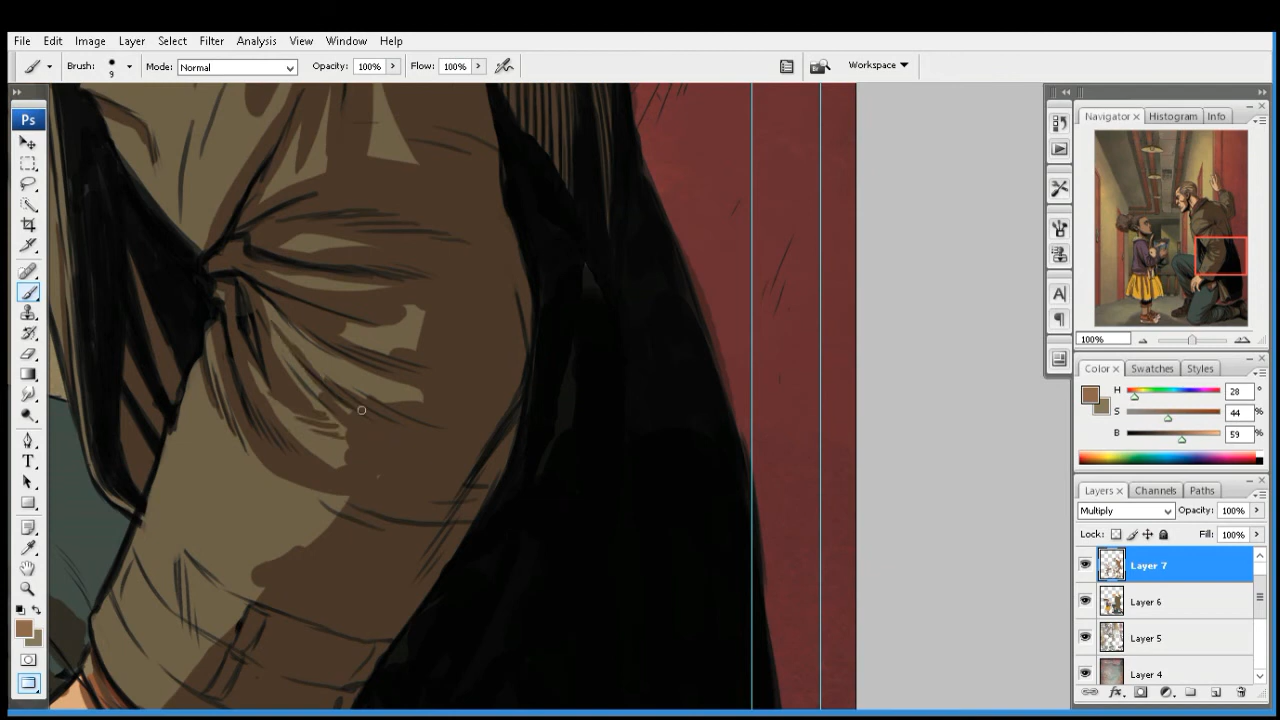 File Edit Image Layer Select Filter Analysis View Window Help
Brush: 9 Mode: Normal Opacity: 100% Flow: 100% Workspace
Ps
Navigator Histogram Info
100%
Color Swatches Styles
H 28 °
S 44 %
B 59 %
Layers Channels Paths
Multiply Opacity: 100%
Lock: Fill: 100%
Layer 7
Layer 6
Layer 5
Layer 4